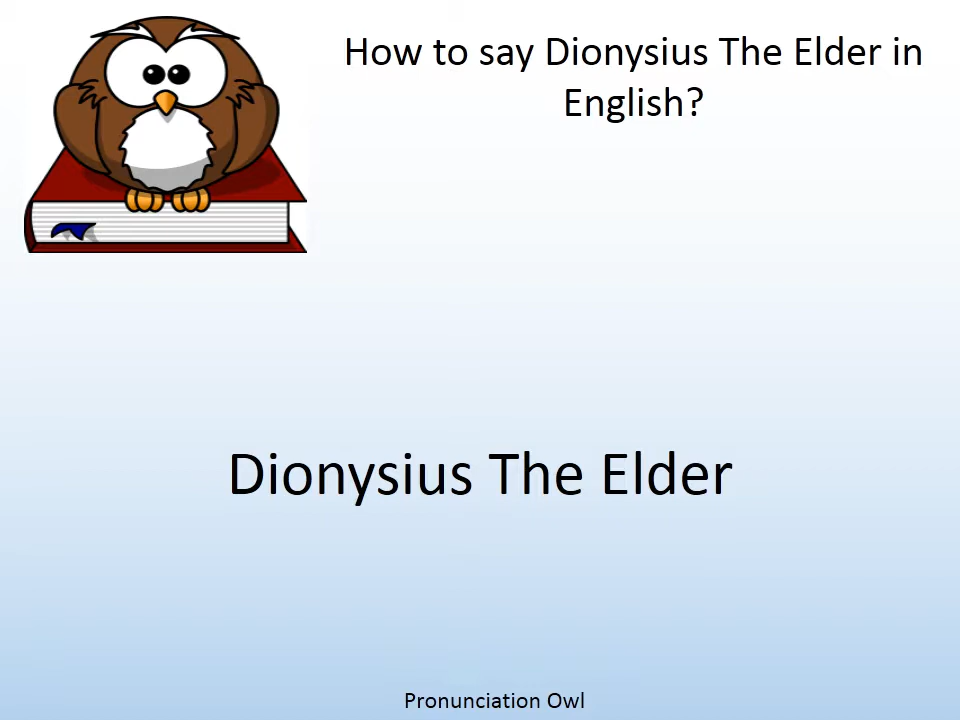 How to say Dionysius The Elder in
English?
Dionysius The Elder
Pronunciation Owl